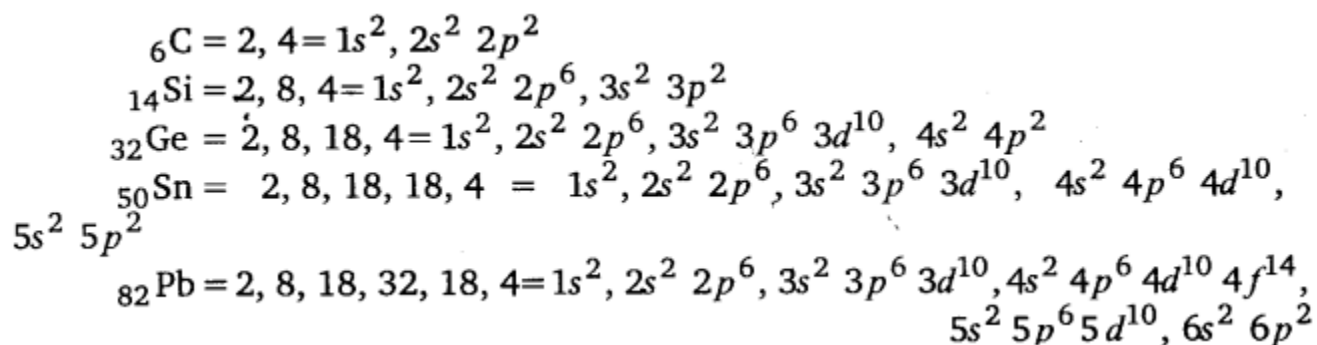 ₆C = 2, 4= 1s², 2s² 2p²
₁₄Si = 2, 8, 4= 1s², 2s² 2p⁶, 3s² 3p²
₃₂Ge = 2, 8, 18, 4= 1s², 2s² 2p⁶, 3s² 3p⁶ 3d¹⁰, 4s² 4p²
₅₀Sn = 2, 8, 18, 18, 4 = 1s², 2s² 2p⁶, 3s² 3p⁶ 3d¹⁰, 4s² 4p⁶ 4d¹⁰,
5s² 5p²
₈₂Pb = 2, 8, 18, 32, 18, 4= 1s², 2s² 2p⁶, 3s² 3p⁶ 3d¹⁰, 4s² 4p⁶ 4d¹⁰ 4f¹⁴,
5s² 5p⁶ 5d¹⁰, 6s² 6p²